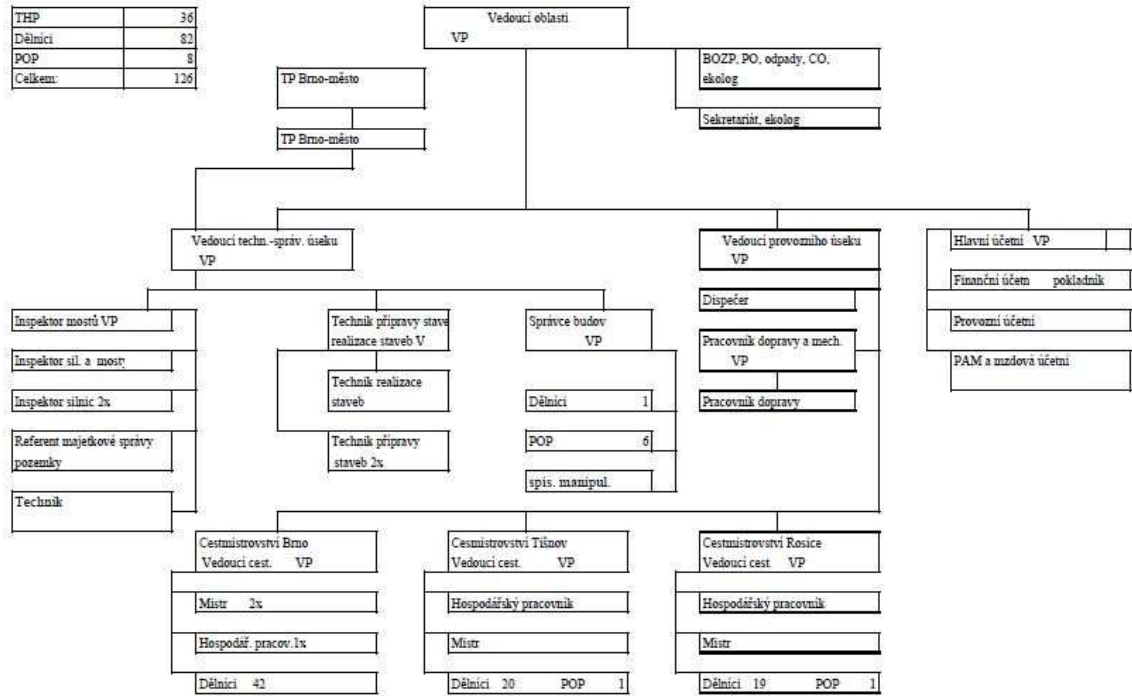 THP 36
Dělníci 82
POP 8
Celkem: 126
Vedoucí oblasti
VP
BOZP, PO, odpady, CO,
ekolog
Sekretariát, ekolog
TP Brno-město
TP Brno-město
Vedoucí techn.-správ. úseku
VP
Vedoucí provozního úseku
VP
Hlavní účetní VP
Finanční účetn pokladník
Provozní účetní
PAM a mzdová účetní
Inspektor mostů VP
Inspektor sil. a mosty
Inspektor silnic 2x
Referent majetkové správy
pozemky
Technik
Technik přípravy stave
realizace staveb V
Technik realizace
staveb
Technik přípravy
staveb 2x
Správce budov
VP
Dělníci 1
POP 6
spis. manipul.
Dispečer
Pracovník dopravy a mech.
VP
Pracovník dopravy
Cestmistrovství Brno
Vedoucí cest. VP
Mistr 2x
Hospodář. pracov.1x
Dělníci 42
Cesmistrovství Tišnov
Vedoucí cest. VP
Hospodářský pracovník
Mistr
Dělníci 20 POP 1
Cestmistrovství Rosice
Vedoucí cest. VP
Hospodářský pracovník
Mistr
Dělníci 19 POP 1